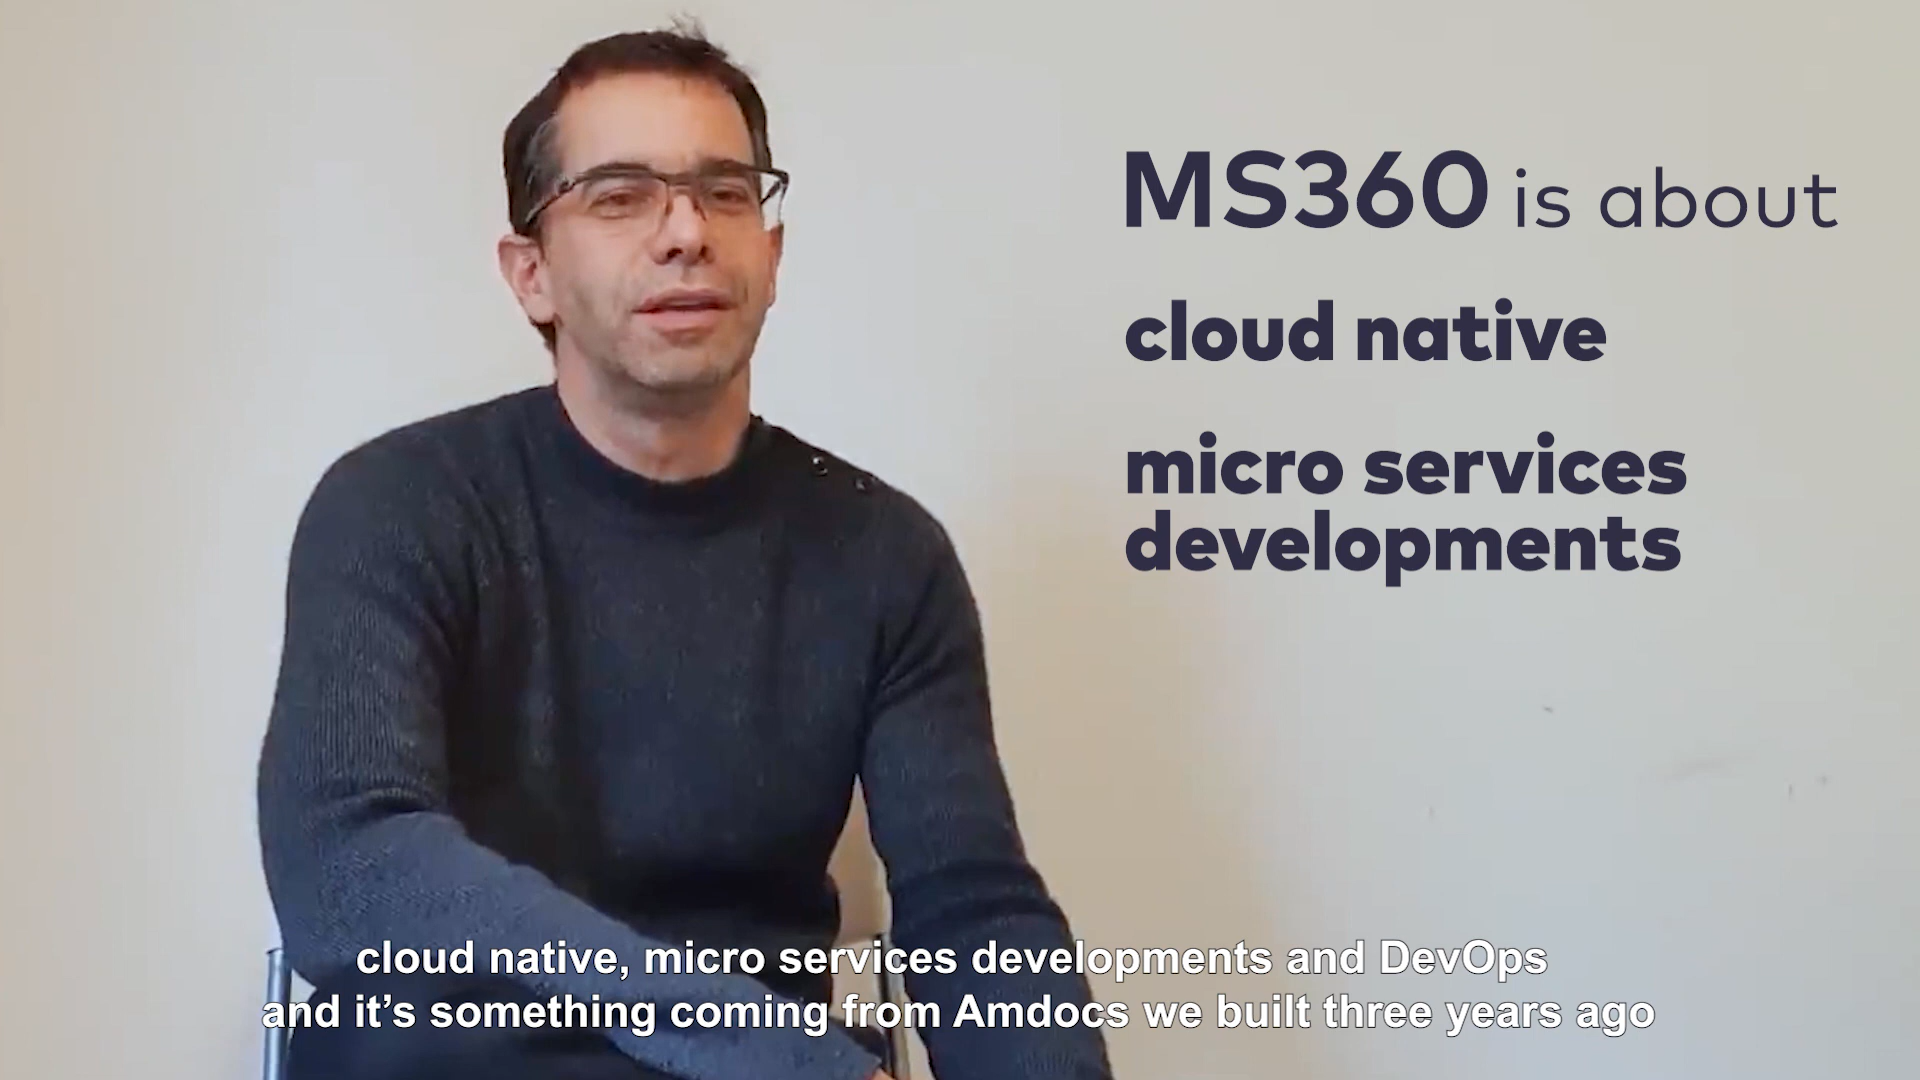 MS360 is about
cloud native
micro services
developments
cloud native, micro services developments and DevOps
and it’s something coming from Amdocs we built three years ago